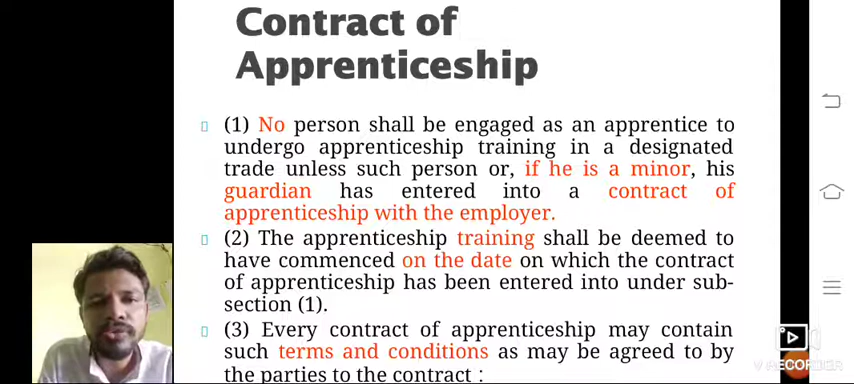 Contract of
Apprenticeship
(1) No person shall be engaged as an apprentice to
undergo apprenticeship training in a designated
trade unless such person or, if he is a minor, his
guardian has entered into a contract of
apprenticeship with the employer.
(2) The apprenticeship training shall be deemed to
have commenced on the date on which the contract
of apprenticeship has been entered into under sub-
section (1).
(3) Every contract of apprenticeship may contain
such terms and conditions as may be agreed to by
the parties to the contract :
V RECORDER